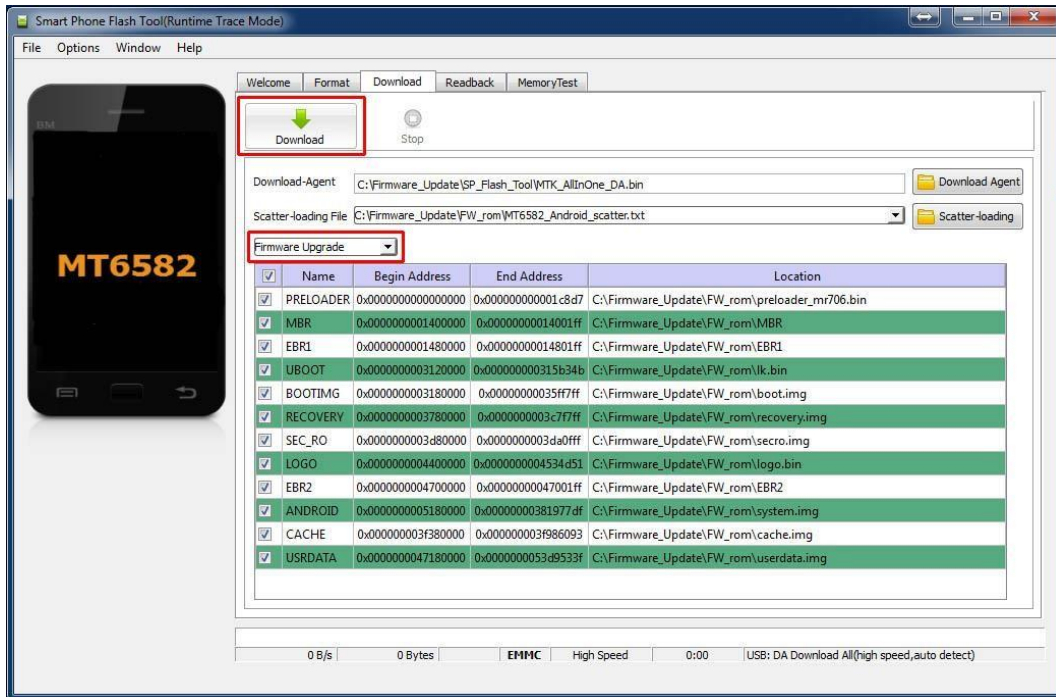 Smart Phone Flash Tool(Runtime Trace Mode)
File Options Window Help
BM
MT6582
Welcome Format Download Readback MemoryTest
Download Stop
Download-Agent C:\Firmware_Update\SP_Flash_Tool\MTK_AllInOne_DA.bin Download Agent
Scatter-loading File C:\Firmware_Update\FW_rom\MT6582_Android_scatter.txt Scatter-loading
Firmware Upgrade
Name Begin Address End Address Location
PRELOADER 0x0000000000000000 0x000000000001c8d7 C:\Firmware_Update\FW_rom\preloader_mr706.bin
MBR 0x0000000001400000 0x00000000014001ff C:\Firmware_Update\FW_rom\MBR
EBR1 0x0000000001480000 0x00000000014801ff C:\Firmware_Update\FW_rom\EBR1
UBOOT 0x0000000003120000 0x000000000315b34b C:\Firmware_Update\FW_rom\lk.bin
BOOTIMG 0x0000000003180000 0x00000000035ff7ff C:\Firmware_Update\FW_rom\boot.img
RECOVERY 0x0000000003780000 0x0000000003c7f7ff C:\Firmware_Update\FW_rom\recovery.img
SEC_RO 0x0000000003d80000 0x0000000003da0fff C:\Firmware_Update\FW_rom\secro.img
LOGO 0x0000000004400000 0x0000000004534d51 C:\Firmware_Update\FW_rom\logo.bin
EBR2 0x0000000004700000 0x00000000047001ff C:\Firmware_Update\FW_rom\EBR2
ANDROID 0x0000000005180000 0x00000000381977df C:\Firmware_Update\FW_rom\system.img
CACHE 0x000000003f380000 0x000000003f986093 C:\Firmware_Update\FW_rom\cache.img
USRDATA 0x0000000047180000 0x0000000053d9533f C:\Firmware_Update\FW_rom\userdata.img
0 B/s 0 Bytes EMMC High Speed 0:00 USB: DA Download All(high speed,auto detect)